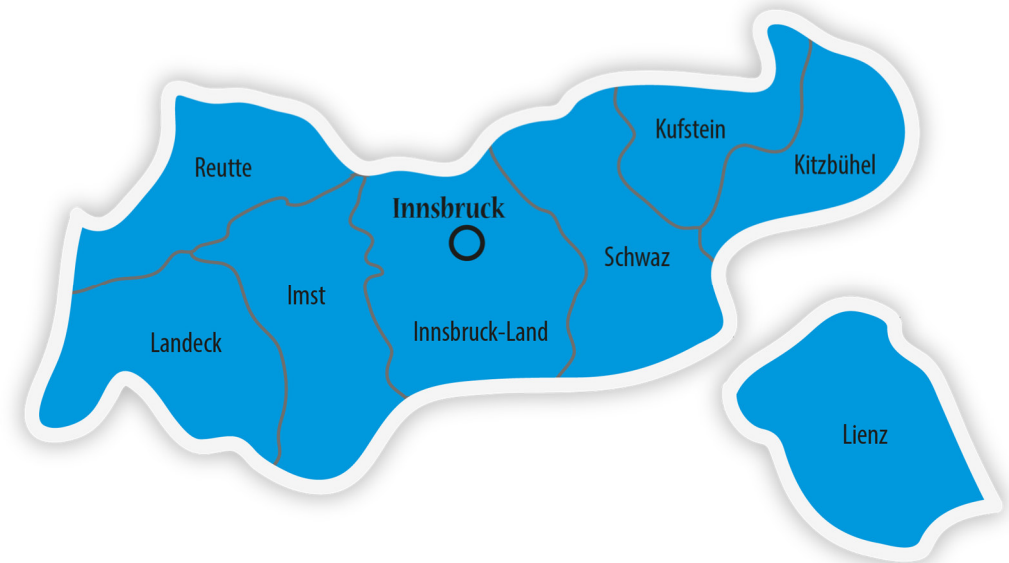 Kufstein
Kitzbühel
Reutte
Innsbruck
Schwaz
Imst
Innsbruck-Land
Landeck
Lienz